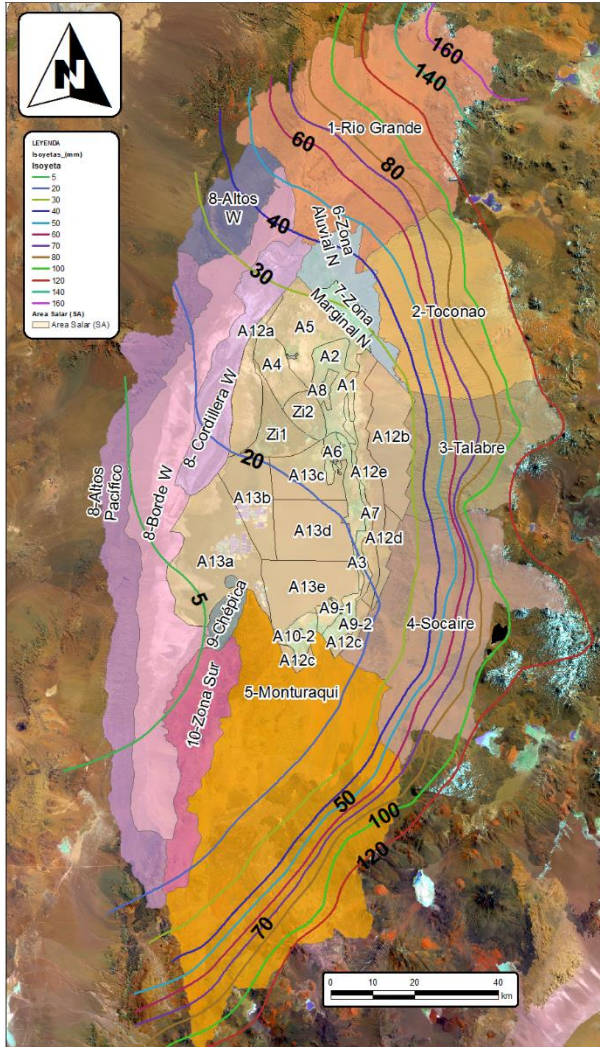 N
160
140
60
1-Rio Grande
80
LEYENDA
Isoyetas_(mm)
Isoyeta
5
20
30
40
50
60
70
80
100
120
140
160
Area Salar (SA)
Area Salar (SA)
8-Altos
W
40
6-Zona
Aluvial N
30
7-Zona
Marginal N
2-Toconao
A5
A12a
A2
A4
A1
A8
Zi2
8- Cordillera W
Zi1
A12b
3-Talabre
A6
20
A13c
A12e
8-Altos
Pacífico
8-Borde W
A13b
A7
A13d
A12d
A13a
A3
5
A13e
9-Chépica
A9-1
A9-2
4-Socaire
A10-2
A12c
A12c
10-Zona Sur
5-Monturaqui
50
100
120
70
0 10 20 40
km